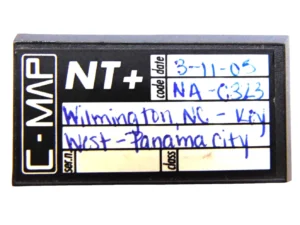 C-MAP
NT+
date 3-11-05
code NA-C323
Wilmington, NC - Key
West - Panama City
ser.n.
class